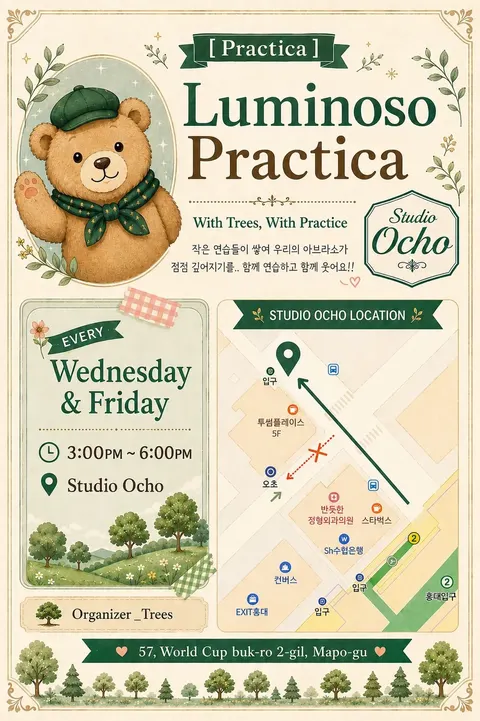 [ Practica ]
Luminoso
Practica
With Trees, With Practice
작은 연습들이 쌓여 우리의 아브라소가
점점 깊어지기를.. 함께 연습하고 함께 웃어요!!
Studio
Ocho
EVERY
Wednesday
& Friday
3:00PM ~ 6:00PM
Studio Ocho
Organizer _Trees
STUDIO OCHO LOCATION
입구
투썸플레이스
5F
오초
반듯한
정형외과의원
스타벅스
Sh수협은행
2
컨버스
입구
2
홍대입구
EXIT홍대
입구
57, World Cup buk-ro 2-gil, Mapo-gu